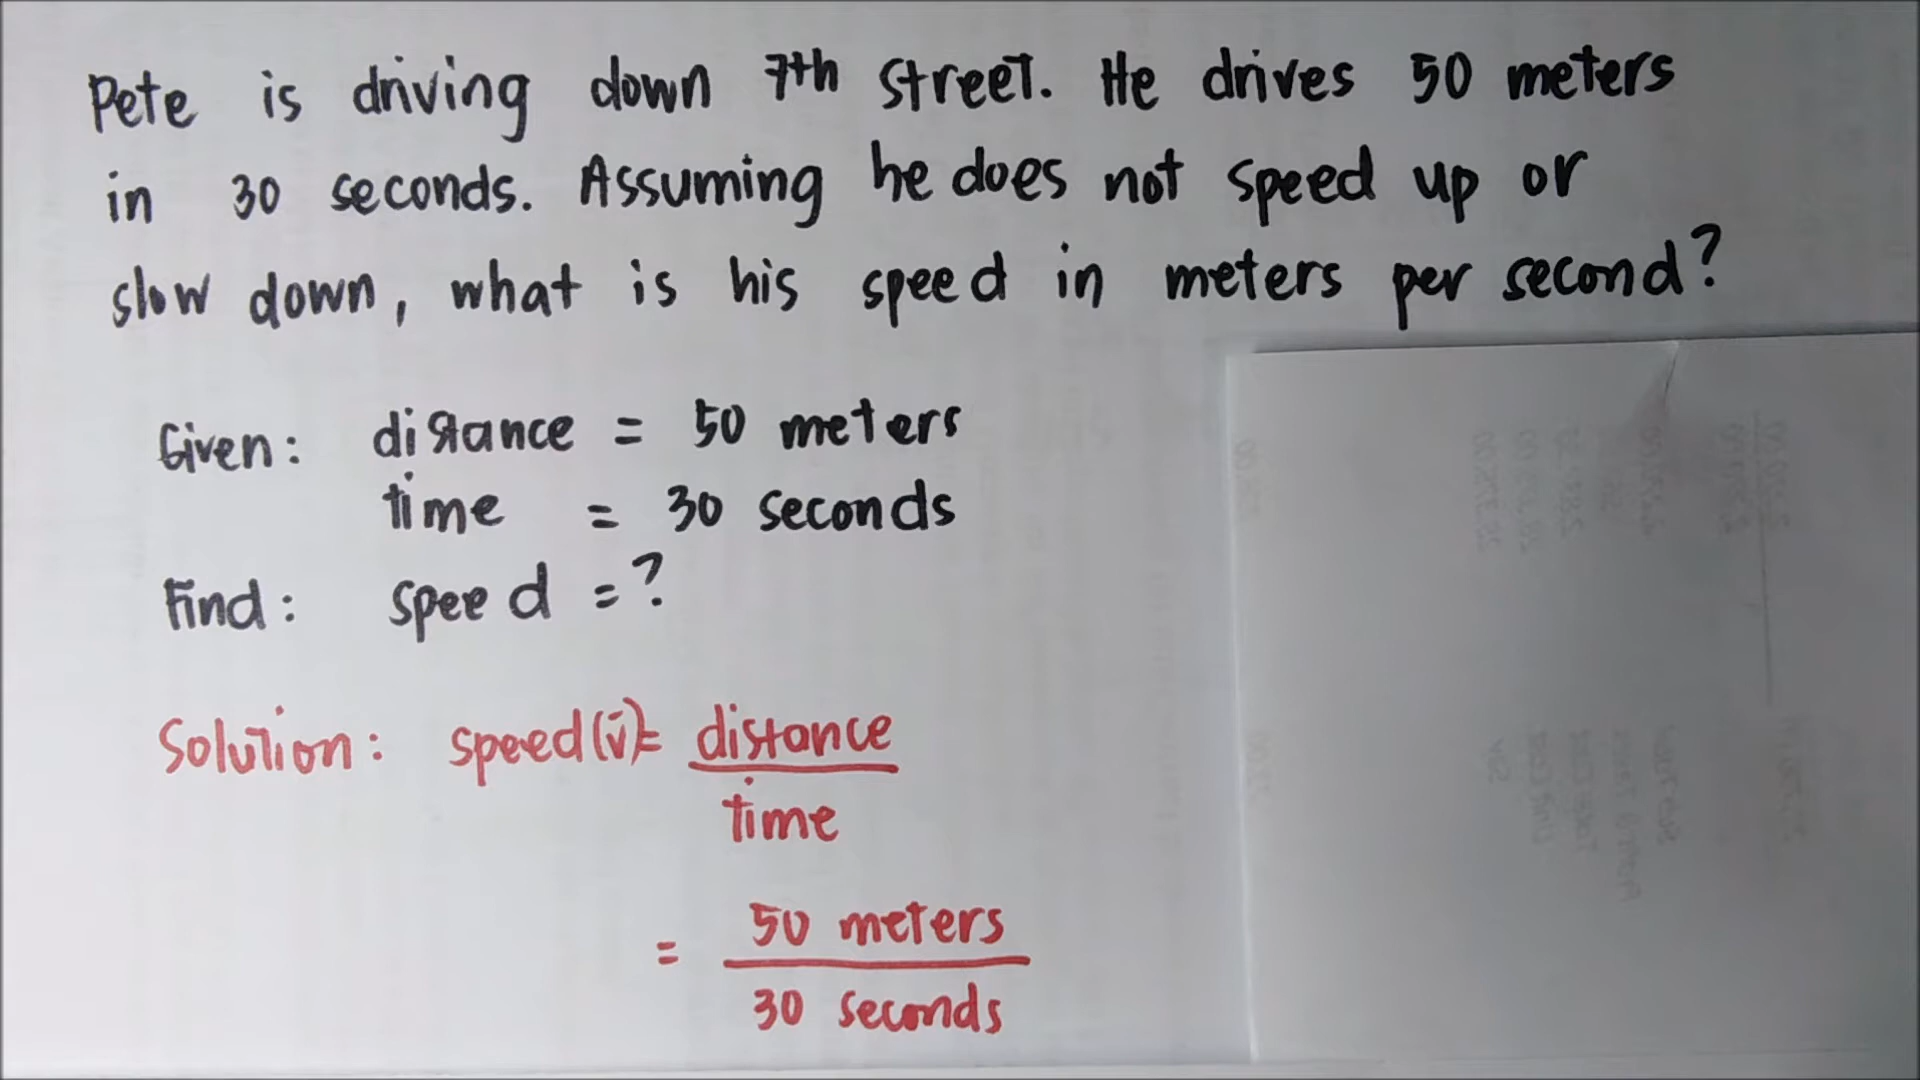 Pete is driving down 7th street. He drives 50 meters
in 30 seconds. Assuming he does not speed up or
slow down, what is his speed in meters per second?
Given: distance = 50 meters
time = 30 seconds
Find: speed = ?
Solution: speed (v̄) = distance
time
= 50 meters
30 seconds